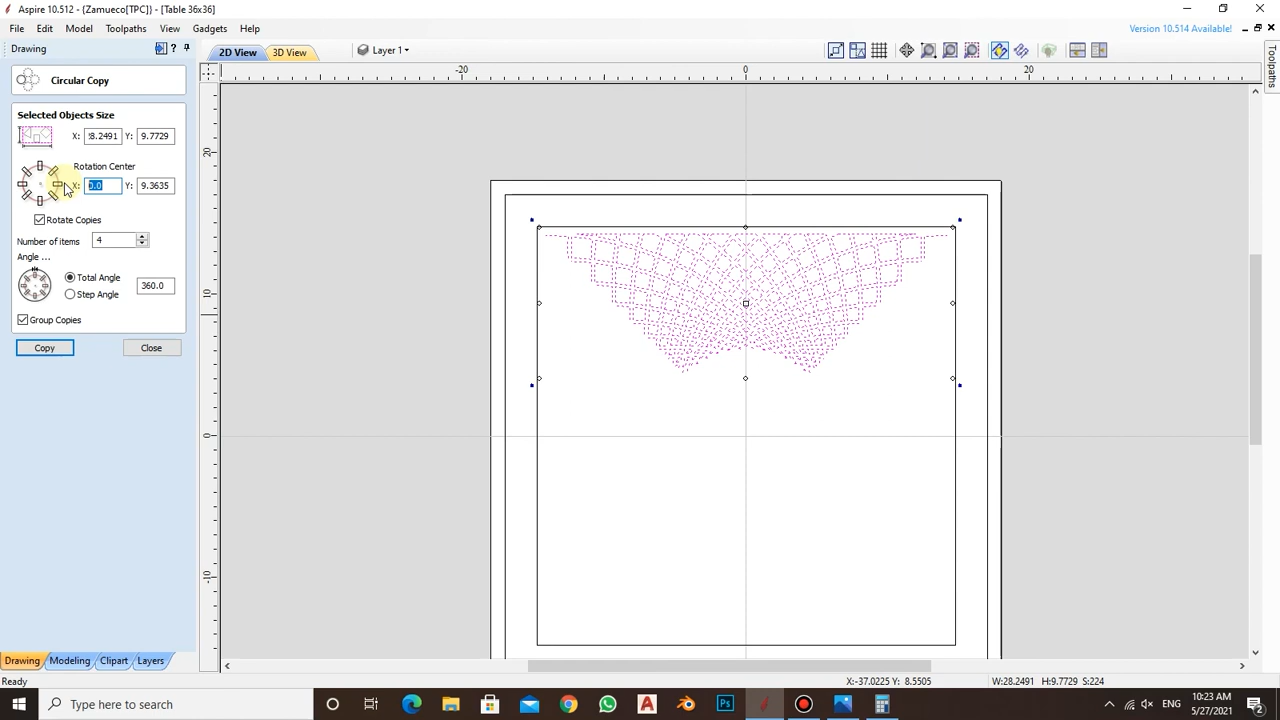 Aspire 10.512 - {Zamueco[TPC]} - [Table 36x36]
File Edit Model Toolpaths View Gadgets Help
Version 10.514 Available!
Drawing
2D View 3D View Layer 1
Toolpaths
Circular Copy
-20 0 20
Selected Objects Size
X: 28.2491 Y: 9.7729
Rotation Center
X: 0.0 Y: 9.3635
Rotate Copies
Number of items 4
Angle ...
Total Angle 360.0
Step Angle
Group Copies
Copy Close
20
10
0
-10
Drawing Modeling Clipart Layers
Ready X:-37.0225 Y: 8.5505 W:28.2491 H:9.7729 S:224
Type here to search
ENG
10:23 AM
5/27/2021